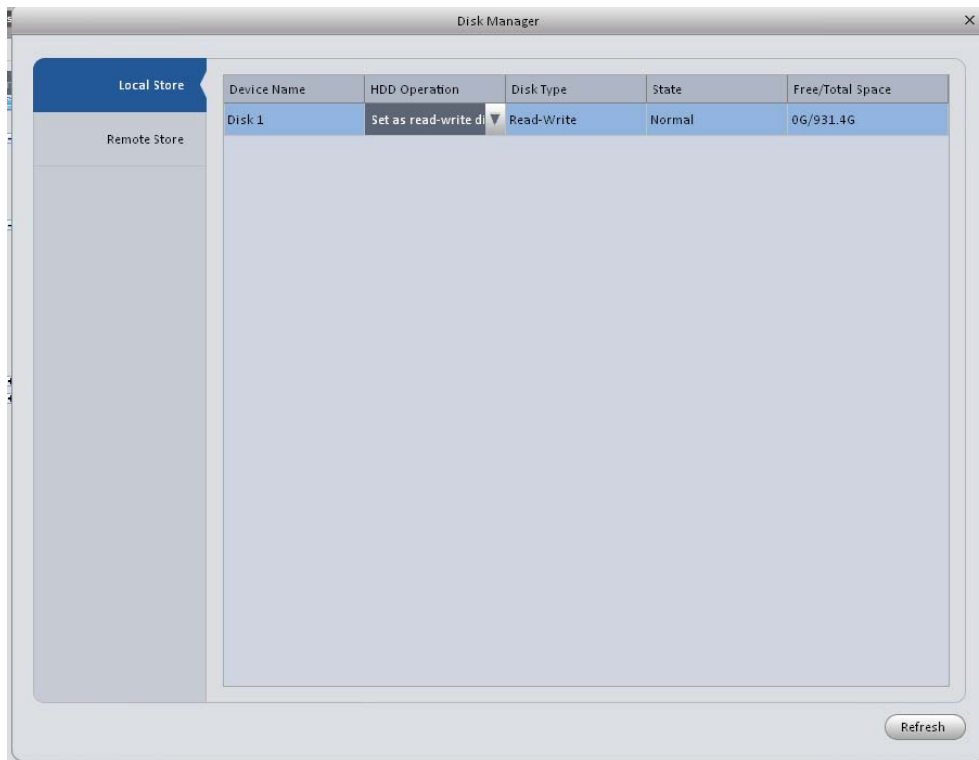 Disk Manager
Local Store
Remote Store
Device Name HDD Operation Disk Type State Free/Total Space
Disk 1 Set as read-write di Read-Write Normal 0G/931.4G
Refresh